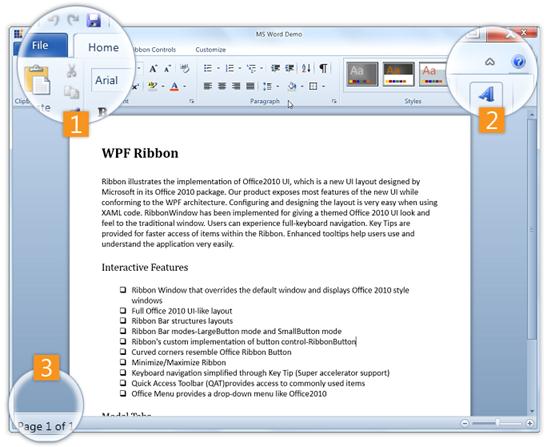 MS Word Demo
File
Home
Ribbon Controls
Customize
Arial
Paragraph
Styles
1
2
WPF Ribbon
Ribbon illustrates the implementation of Office2010 UI, which is a new UI layout designed by
Microsoft in its Office 2010 package. Our product exposes most features of the new UI while
conforming to the WPF architecture. Configuring and designing the layout is very easy when using
XAML code. RibbonWindow has been implemented for giving a themed Office 2010 UI look and
feel to the traditional window. Users can experience full-keyboard navigation. Key Tips are
provided for faster access of items within the Ribbon. Enhanced tooltips help users use and
understand the application very easily.
Interactive Features
Ribbon Window that overrides the default window and displays Office 2010 style
windows
Full Office 2010 UI-like layout
Ribbon Bar structures layouts
Ribbon Bar modes-LargeButton mode and SmallButton mode
Ribbon's custom implementation of button control-RibbonButton
Curved corners resemble Office Ribbon Button
Minimize/Maximize Ribbon
Keyboard navigation simplified through Key Tip (Super accelerator support)
Quick Access Toolbar (QAT)provides access to commonly used items
Office Menu provides a drop-down menu like Office2010
Modal Tabs
3
Page 1 of 1